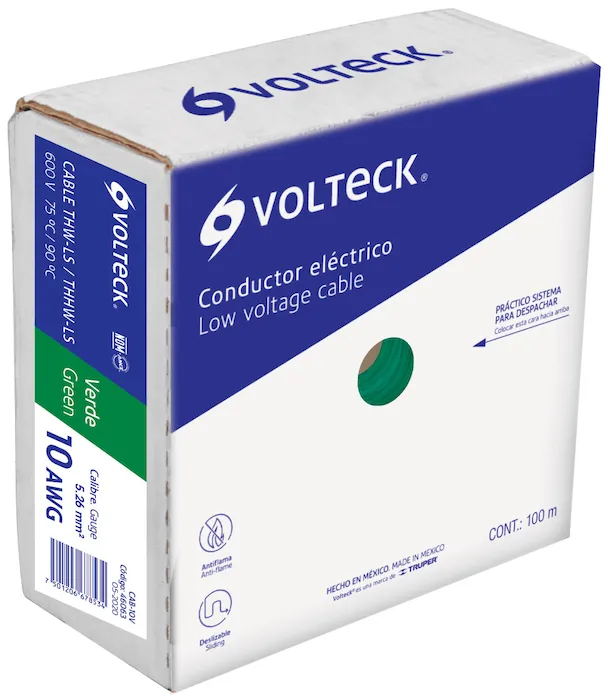 VOLTECK®
VOLTECK®
Conductor eléctrico
Low voltage cable
PRÁCTICO SISTEMA
PARA DESPACHAR
Colocar esta cara hacia arriba
Antiflama
Anti-flame
Deslizable
Sliding
CONT.: 100 m
HECHO EN MÉXICO. MADE IN MEXICO
Volteck® es una marca de TRUPER®
VOLTECK®
CABLE THW-LS / THHW-LS
600 V 75 °C/90 °C
NOM
Verde
Green
10 AWG
Calibre. Gauge
5.26 mm²
CAB-10V
Código: 46063
05-2020
7 501206 678534